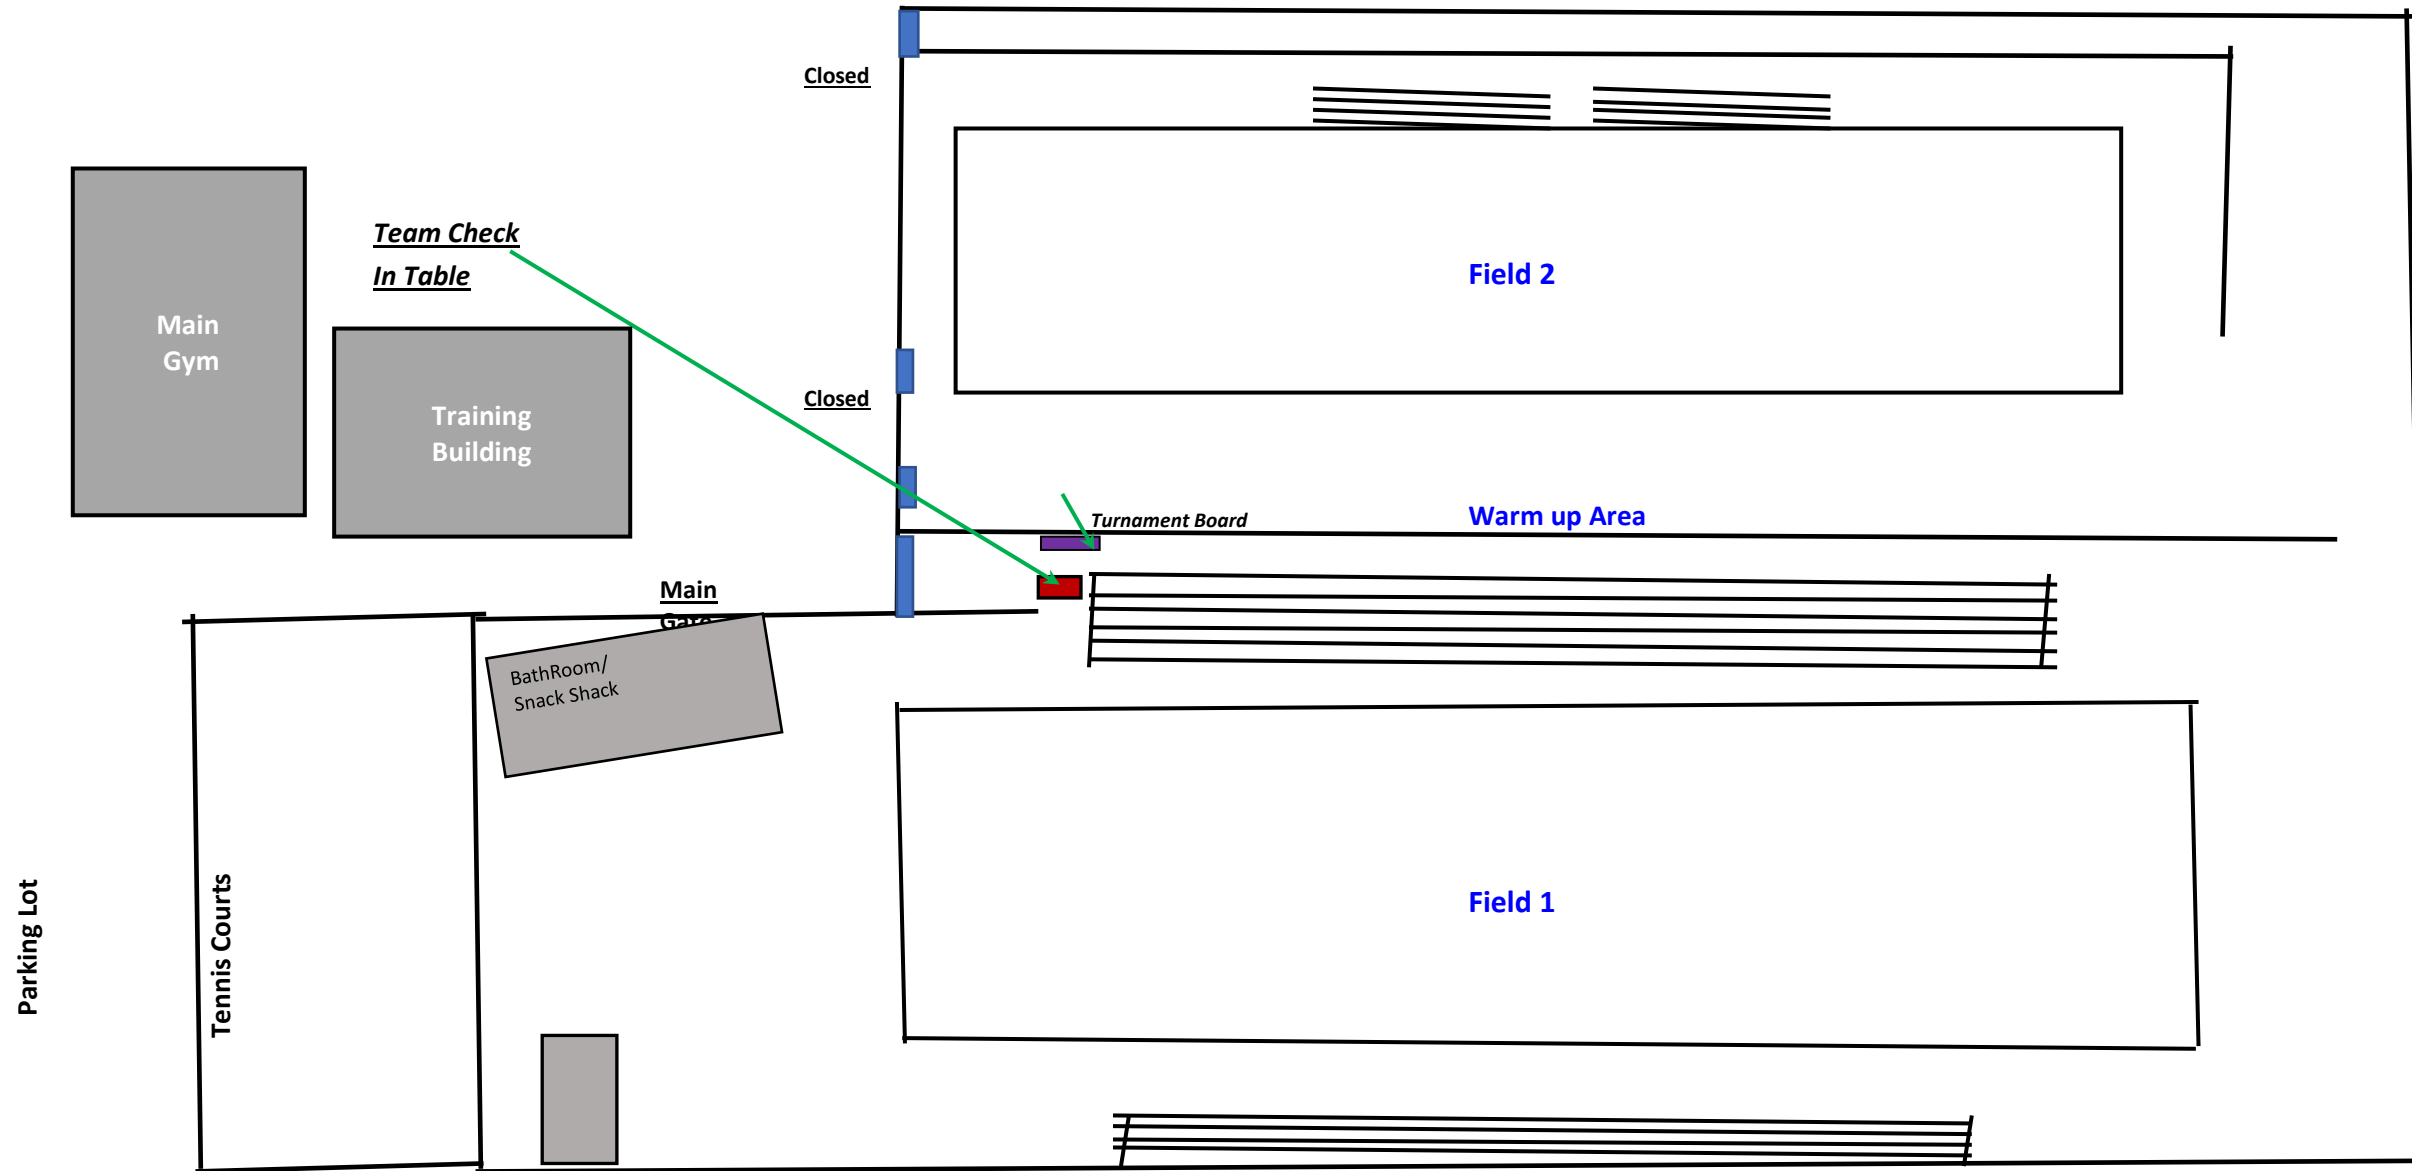 Closed
Team Check
In Table
Field 2
Main
Gym
Closed
Training
Building
Turnament Board
Warm up Area
Main
Gate
BathRoom/
Snack Shack
Parking Lot
Tennis Courts
Field 1